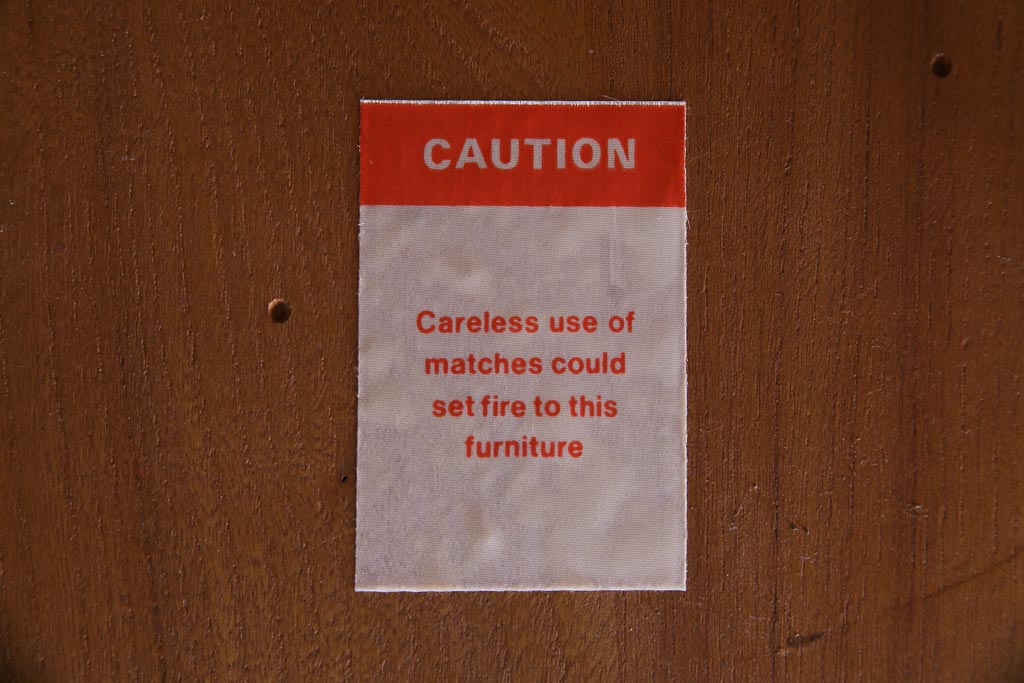 CAUTION
Careless use of
matches could
set fire to this
furniture